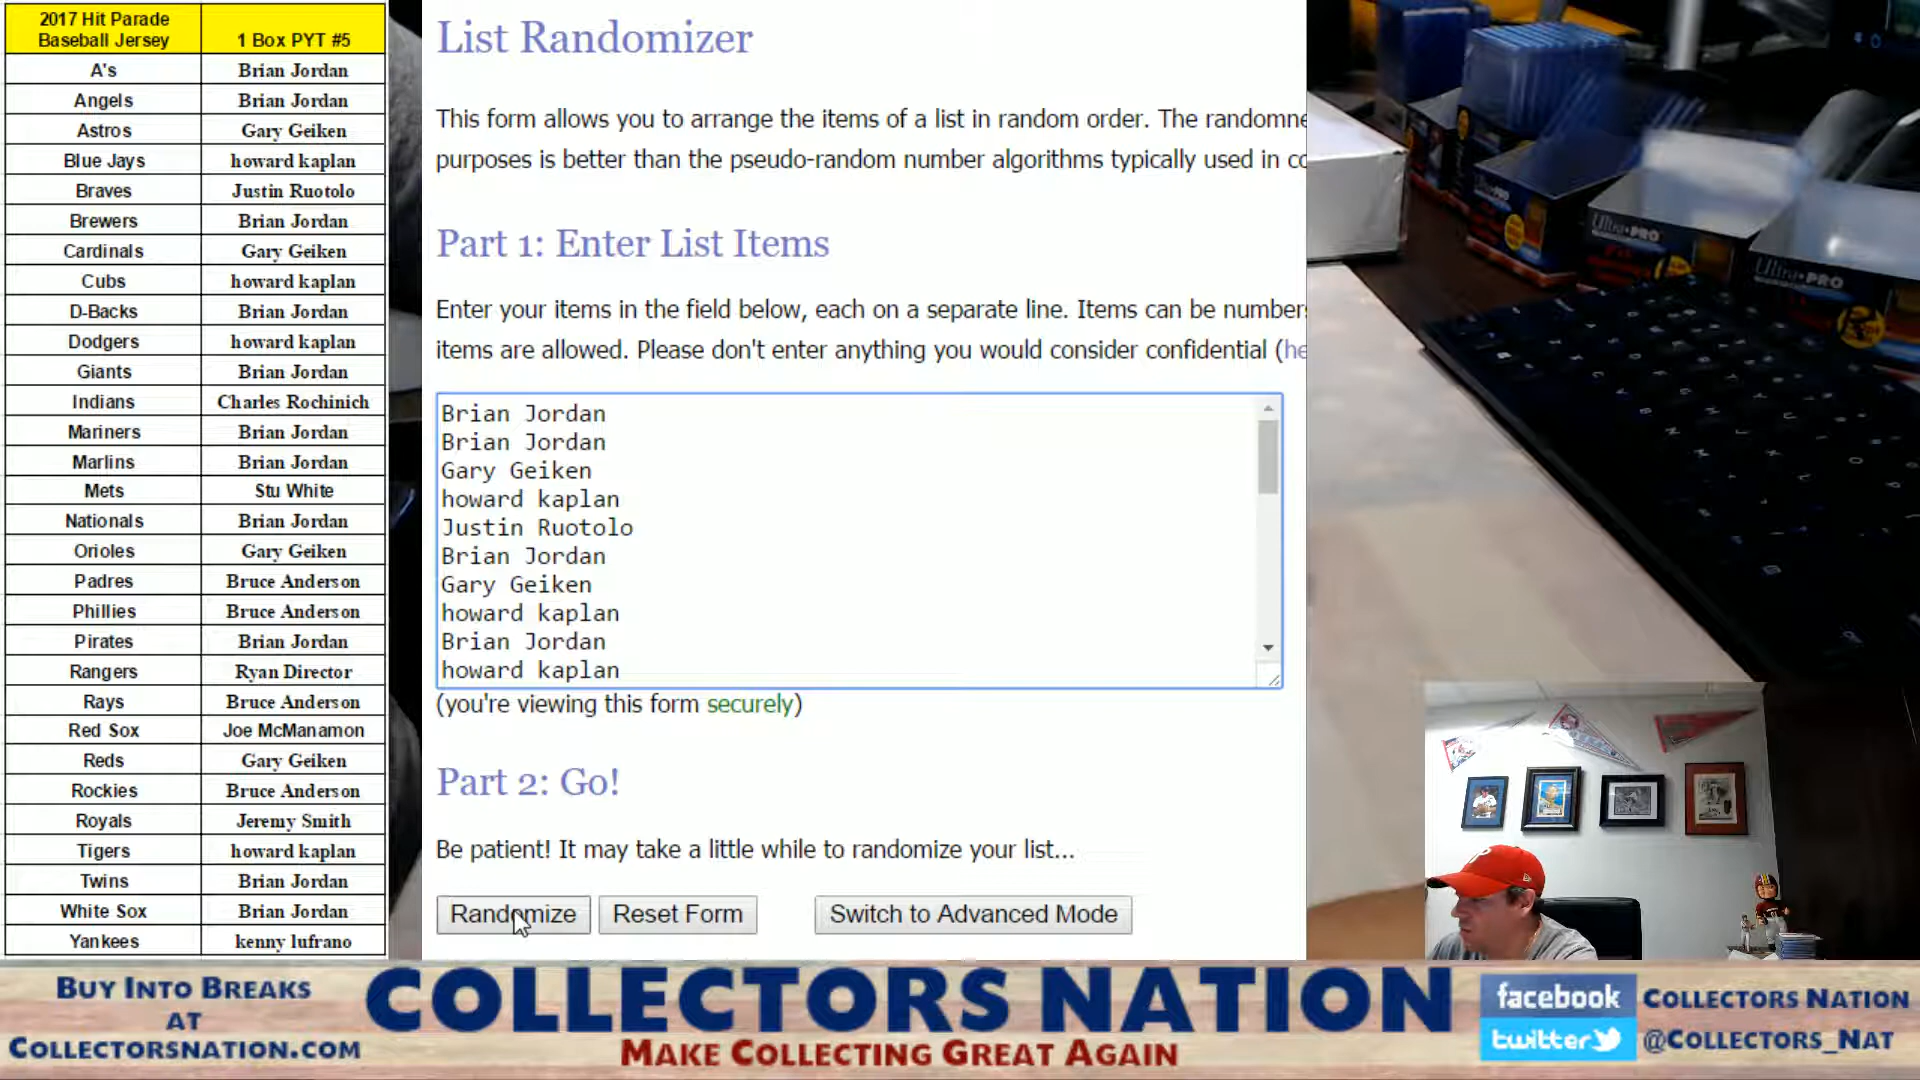 2017 Hit Parade
Baseball Jersey
1 Box PYT #5
A's Brian Jordan
Angels Brian Jordan
Astros Gary Geiken
Blue Jays howard kaplan
Braves Justin Ruotolo
Brewers Brian Jordan
Cardinals Gary Geiken
Cubs howard kaplan
D-Backs Brian Jordan
Dodgers howard kaplan
Giants Brian Jordan
Indians Charles Rochinich
Mariners Brian Jordan
Marlins Brian Jordan
Mets Stu White
Nationals Brian Jordan
Orioles Gary Geiken
Padres Bruce Anderson
Phillies Bruce Anderson
Pirates Brian Jordan
Rangers Ryan Director
Rays Bruce Anderson
Red Sox Joe McManamon
Reds Gary Geiken
Rockies Bruce Anderson
Royals Jeremy Smith
Tigers howard kaplan
Twins Brian Jordan
White Sox Brian Jordan
Yankees kenny lufrano
List Randomizer
This form allows you to arrange the items of a list in random order. The randomne
purposes is better than the pseudo-random number algorithms typically used in co
Part 1: Enter List Items
Enter your items in the field below, each on a separate line. Items can be number
items are allowed. Please don't enter anything you would consider confidential (he
Brian Jordan
Brian Jordan
Gary Geiken
howard kaplan
Justin Ruotolo
Brian Jordan
Gary Geiken
howard kaplan
Brian Jordan
howard kaplan
(you're viewing this form securely)
Part 2: Go!
Be patient! It may take a little while to randomize your list...
Randomize
Reset Form
Switch to Advanced Mode
Ultra PRO
Ultra PRO
BUY INTO BREAKS
AT
COLLECTORSNATION.COM
COLLECTORS NATION
MAKE COLLECTING GREAT AGAIN
facebook COLLECTORS NATION
twitter @COLLECTORS_NAT